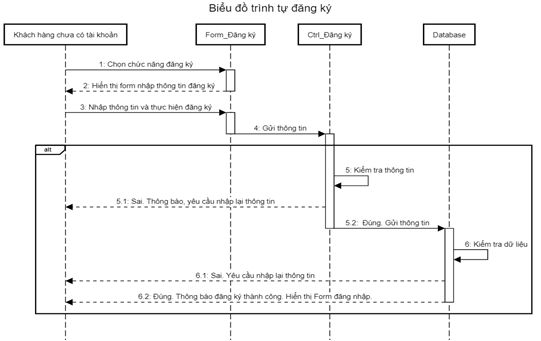 Biểu đồ trình tự đăng ký
Khách hàng chưa có tài khoản
Form_Đăng ký
Ctrl_Đăng ký
Database
1: Chọn chức năng đăng ký
2: Hiển thị form nhập thông tin đăng ký
3: Nhập thông tin và thực hiện đăng ký
4: Gửi thông tin
alt
5: Kiểm tra thông tin
5.1: Sai. Thông báo, yêu cầu nhập lại thông tin
5.2: Đúng. Gửi thông tin
6: Kiểm tra dữ liệu
6.1: Sai. Yêu cầu nhập lại thông tin
6.2: Đúng. Thông báo đăng ký thành công. Hiển thị Form đăng nhập.